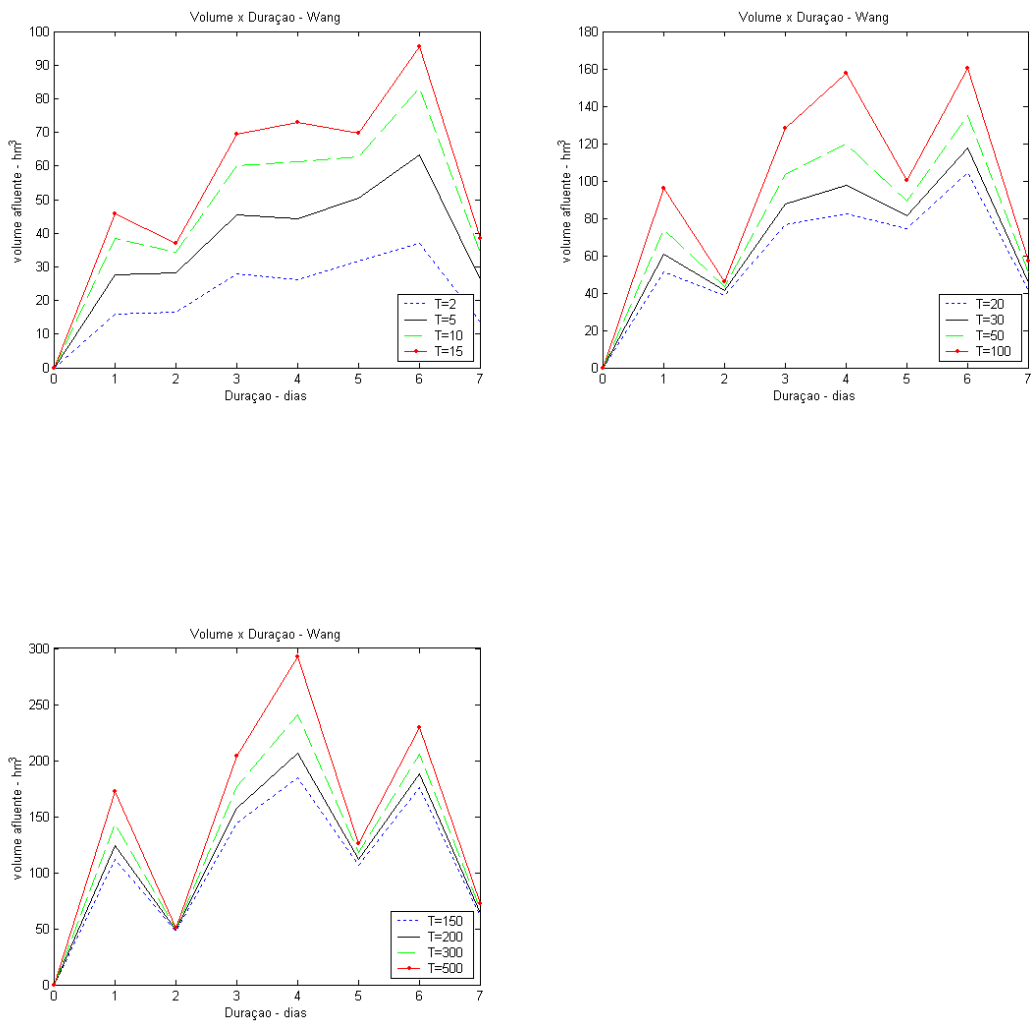 Volume x Duraçao - Wang
100
90
80
70
60
50
40
30
20
10
0
volume afluente - hm3
T=2
T=5
T=10
T=15
0 1 2 3 4 5 6 7
Duraçao - dias
Volume x Duraçao - Wang
180
160
140
120
100
80
60
40
20
0
volume afluente - hm3
T=20
T=30
T=50
T=100
0 1 2 3 4 5 6 7
Duraçao - dias
Volume x Duraçao - Wang
300
250
200
150
100
50
0
volume afluente - hm3
T=150
T=200
T=300
T=500
0 1 2 3 4 5 6 7
Duraçao - dias